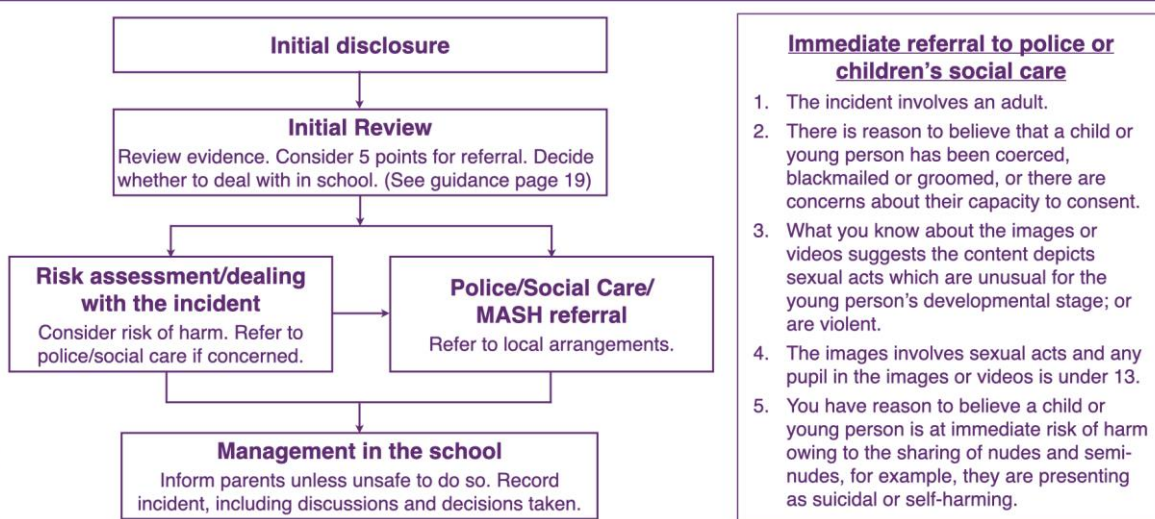 Initial disclosure
Initial Review
Review evidence. Consider 5 points for referral. Decide
whether to deal with in school. (See guidance page 19)
Risk assessment/dealing
with the incident
Consider risk of harm. Refer to
police/social care if concerned.
Police/Social Care/
MASH referral
Refer to local arrangements.
Management in the school
Inform parents unless unsafe to do so. Record
incident, including discussions and decisions taken.
Immediate referral to police or
children's social care
1. The incident involves an adult.
2. There is reason to believe that a child or
young person has been coerced,
blackmailed or groomed, or there are
concerns about their capacity to consent.
3. What you know about the images or
videos suggests the content depicts
sexual acts which are unusual for the
young person's developmental stage; or
are violent.
4. The images involves sexual acts and any
pupil in the images or videos is under 13.
5. You have reason to believe a child or
young person is at immediate risk of harm
owing to the sharing of nudes and semi-
nudes, for example, they are presenting
as suicidal or self-harming.